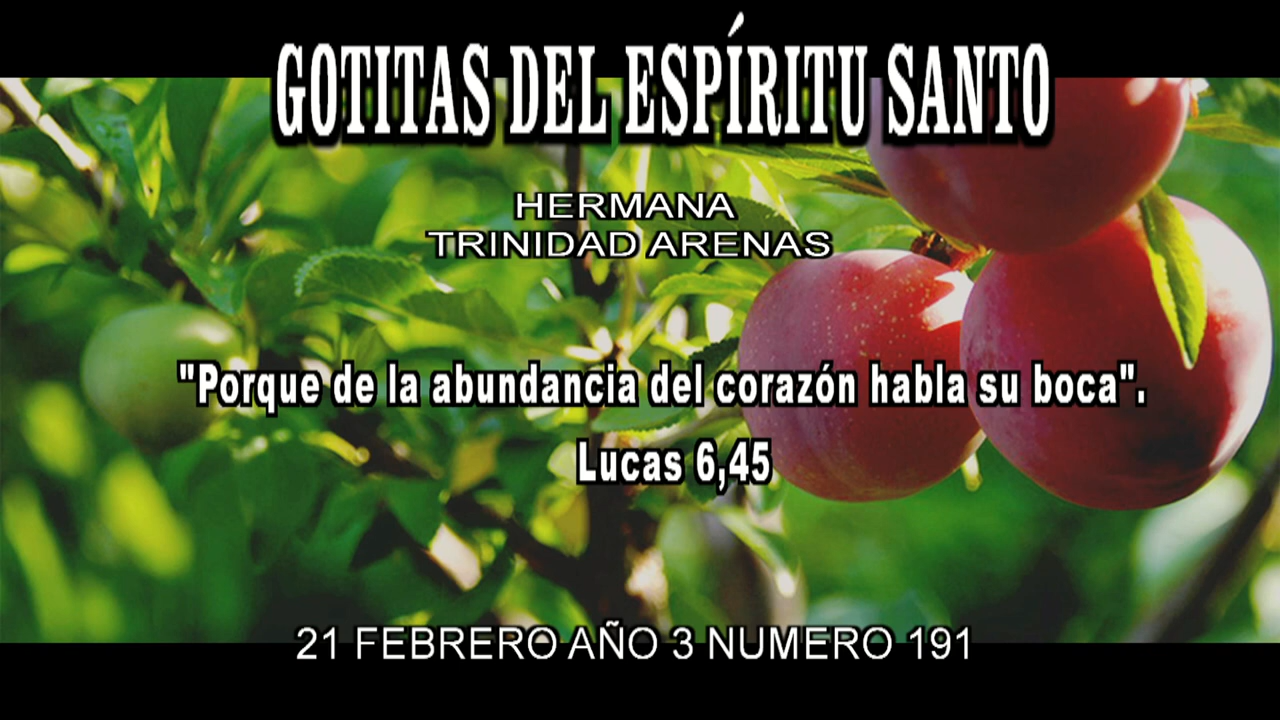 GOTITAS DEL ESPÍRITU SANTO
HERMANA
TRINIDAD ARENAS
"Porque de la abundancia del corazón habla su boca".
Lucas 6,45
21 FEBRERO AÑO 3 NUMERO 191